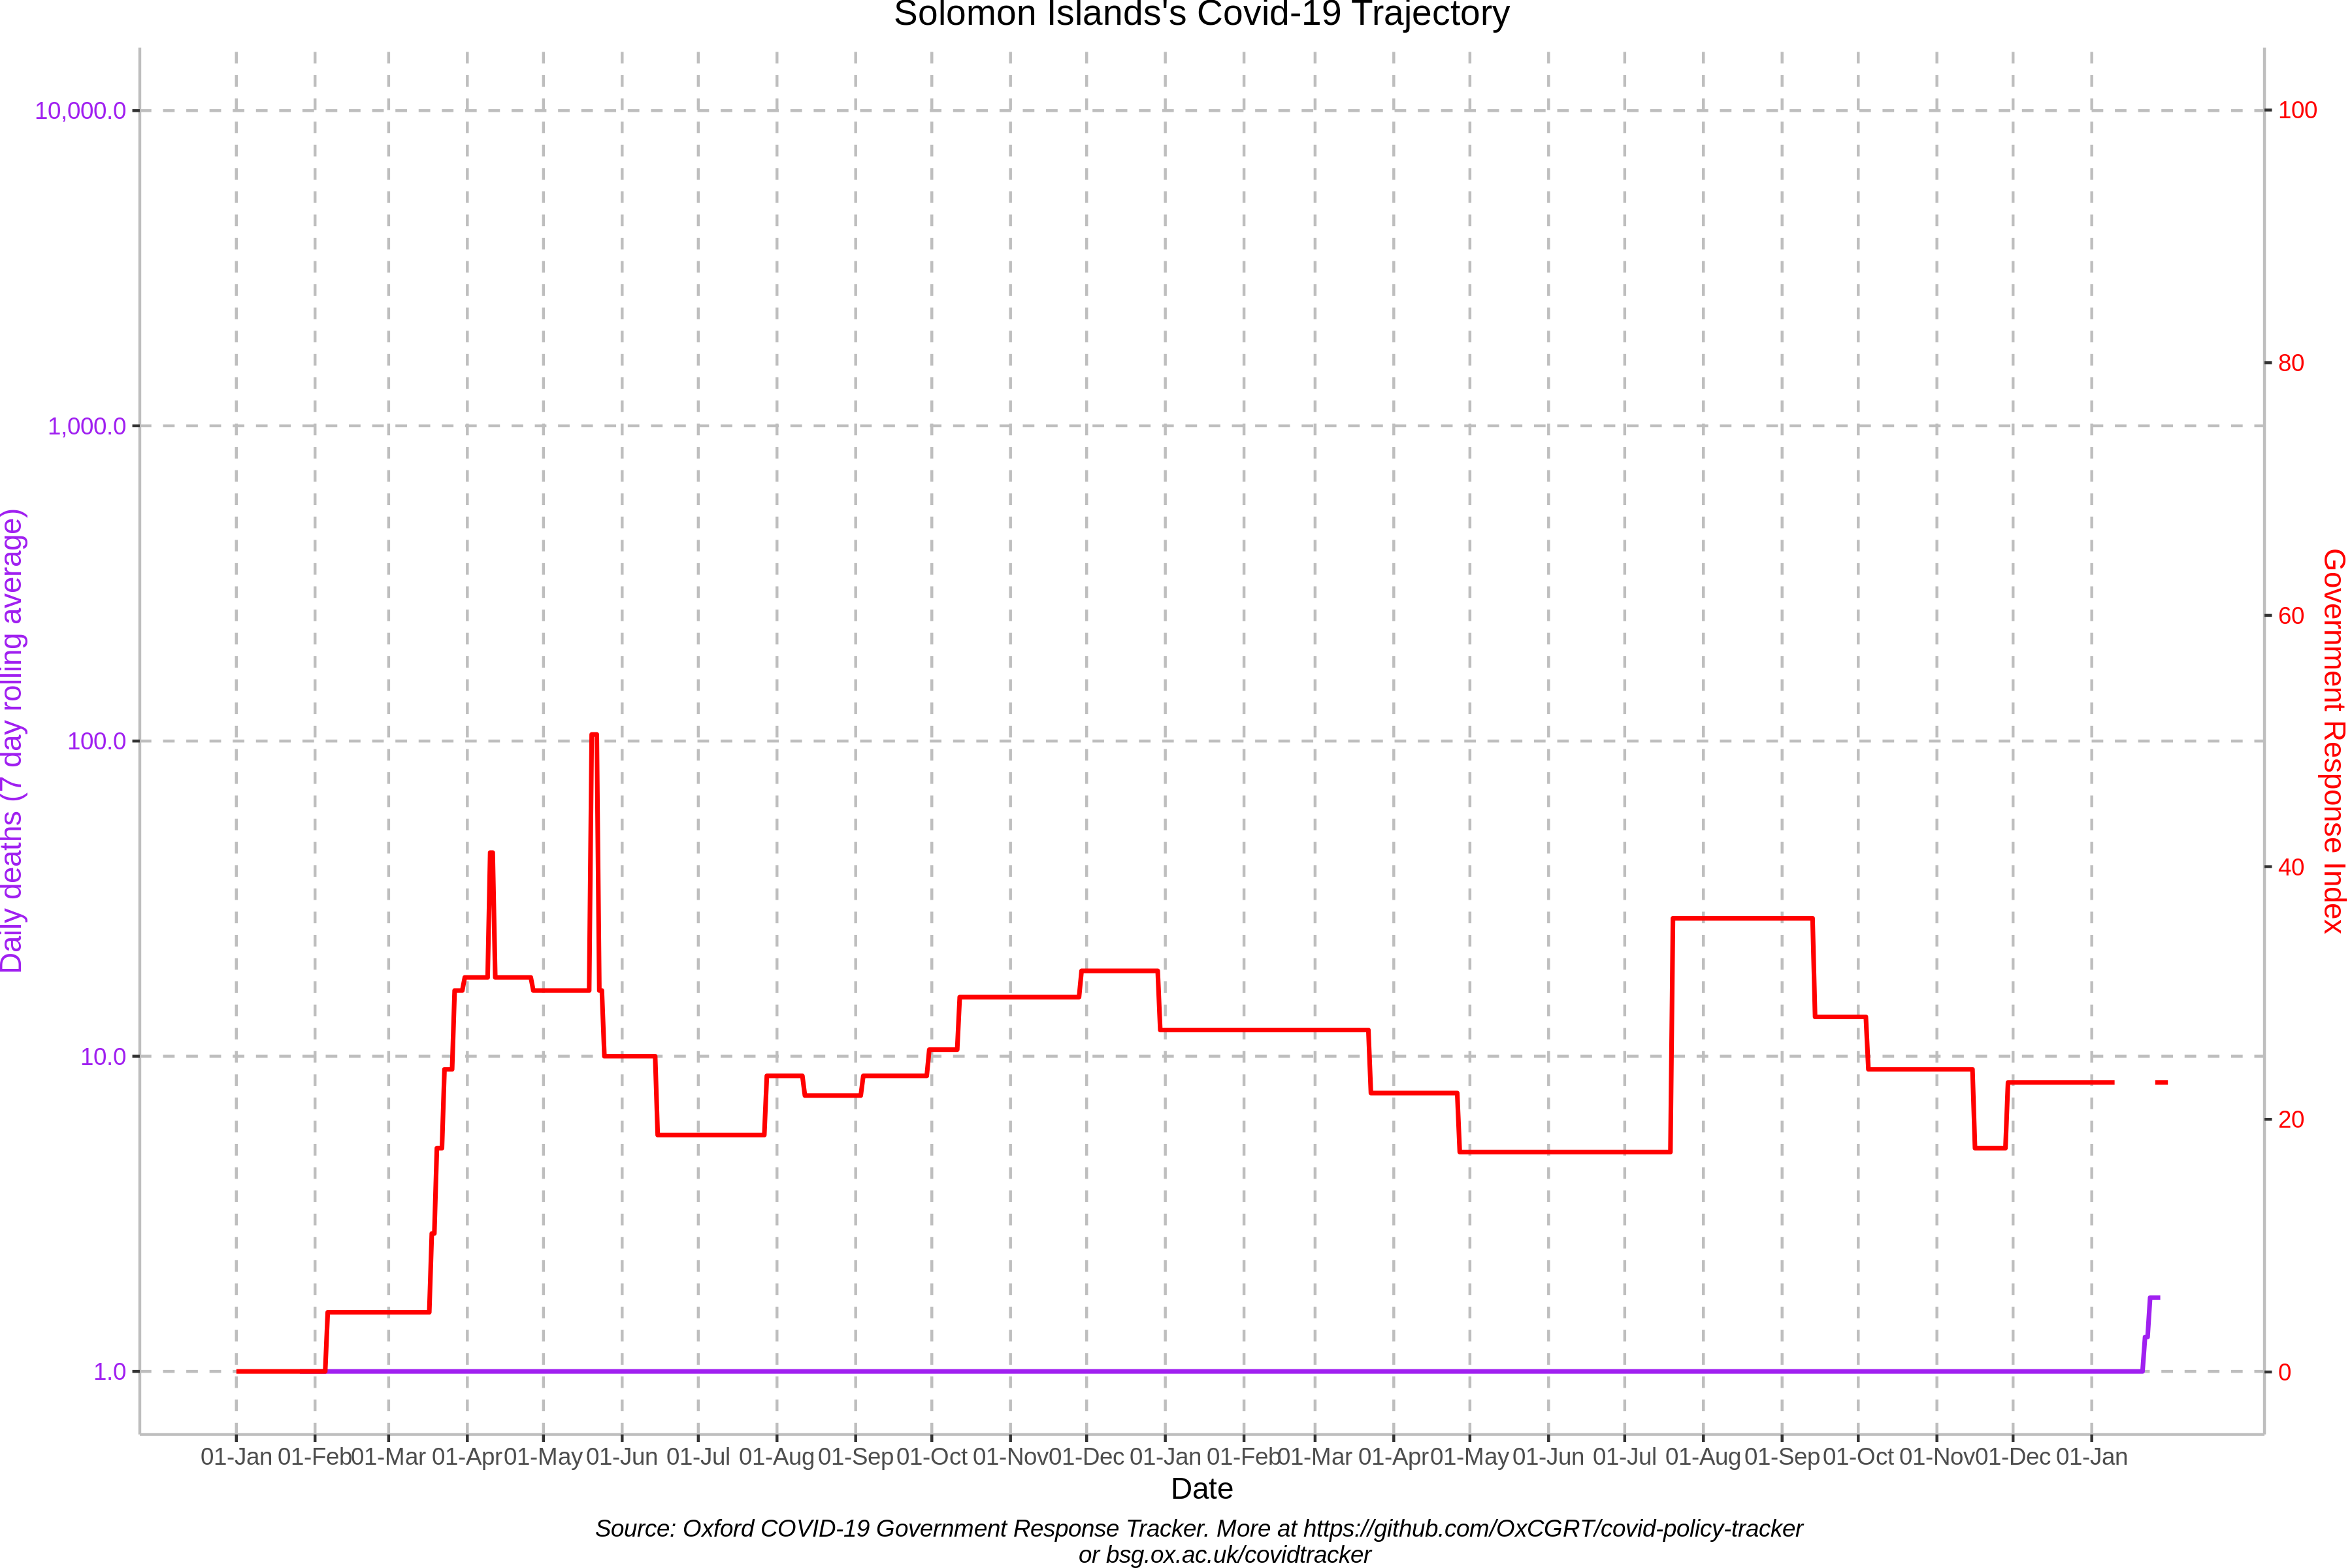 Solomon Islands's Covid-19 Trajectory
10,000.0
1,000.0
100.0
10.0
1.0
Daily deaths (7 day rolling average)
100
80
60
40
20
0
Government Response Index
01-Jan 01-Feb 01-Mar 01-Apr 01-May 01-Jun 01-Jul 01-Aug 01-Sep 01-Oct 01-Nov 01-Dec 01-Jan 01-Feb 01-Mar 01-Apr 01-May 01-Jun 01-Jul 01-Aug 01-Sep 01-Oct 01-Nov 01-Dec 01-Jan
Date
Source: Oxford COVID-19 Government Response Tracker. More at https://github.com/OxCGRT/covid-policy-tracker
or bsg.ox.ac.uk/covidtracker